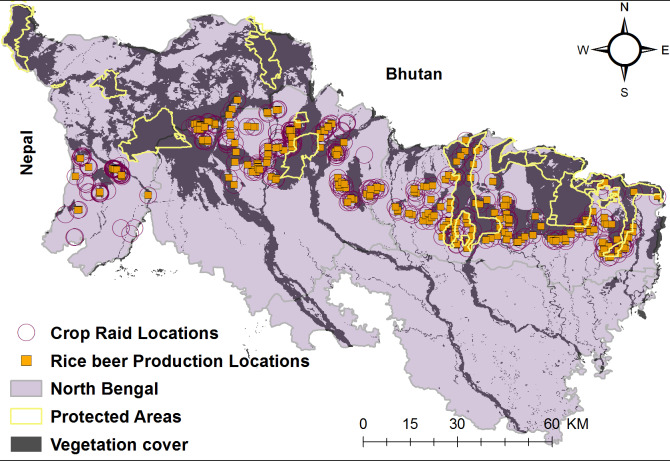 N
W E
S
Bhutan
Nepal
Crop Raid Locations
Rice beer Production Locations
North Bengal
Protected Areas
Vegetation cover
0 15 30 60 KM